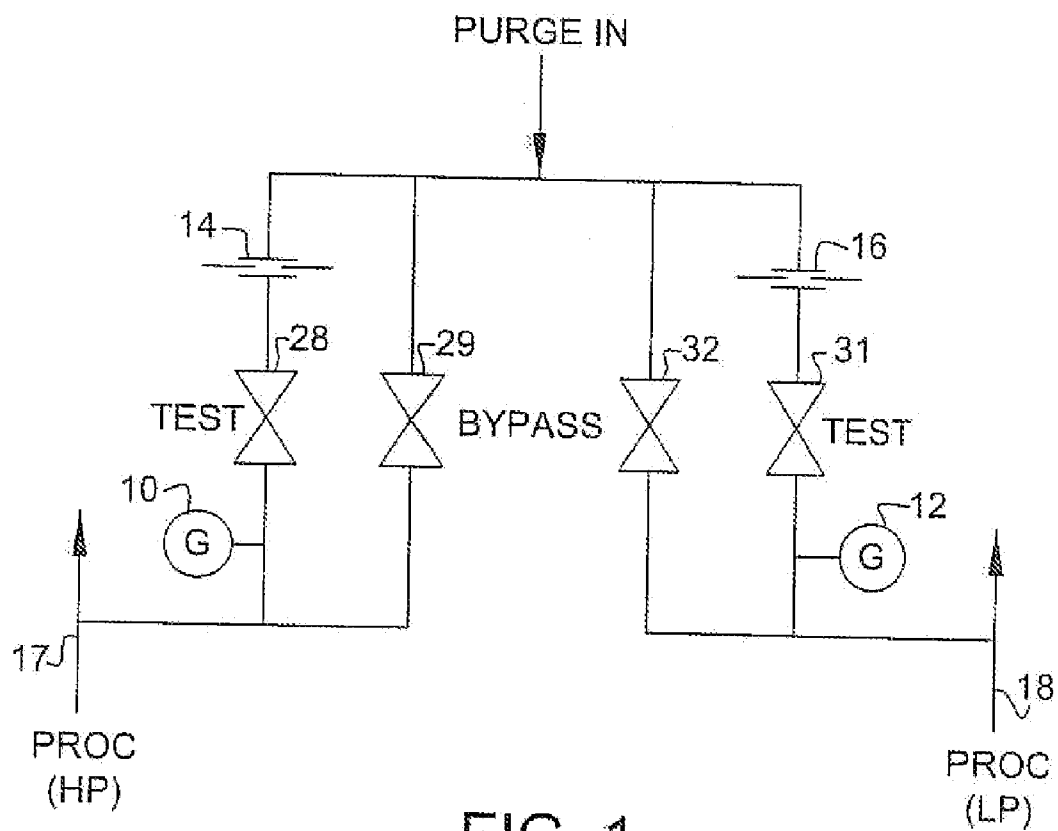 PURGE IN
14
16
28
29
32
31
TEST
BYPASS
TEST
10
G
12
G
17
18
PROC
(HP)
PROC
(LP)
FIG. 1